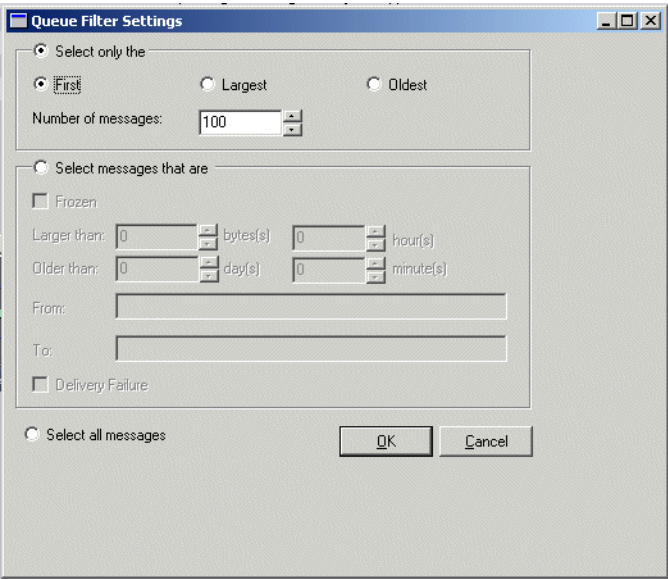 Queue Filter Settings
Select only the
First Largest Oldest
Number of messages: 100
Select messages that are
Frozen
Larger than: 0 bytes(s) 0 hour(s)
Older than: 0 day(s) 0 minute(s)
From:
To:
Delivery Failure
Select all messages OK Cancel